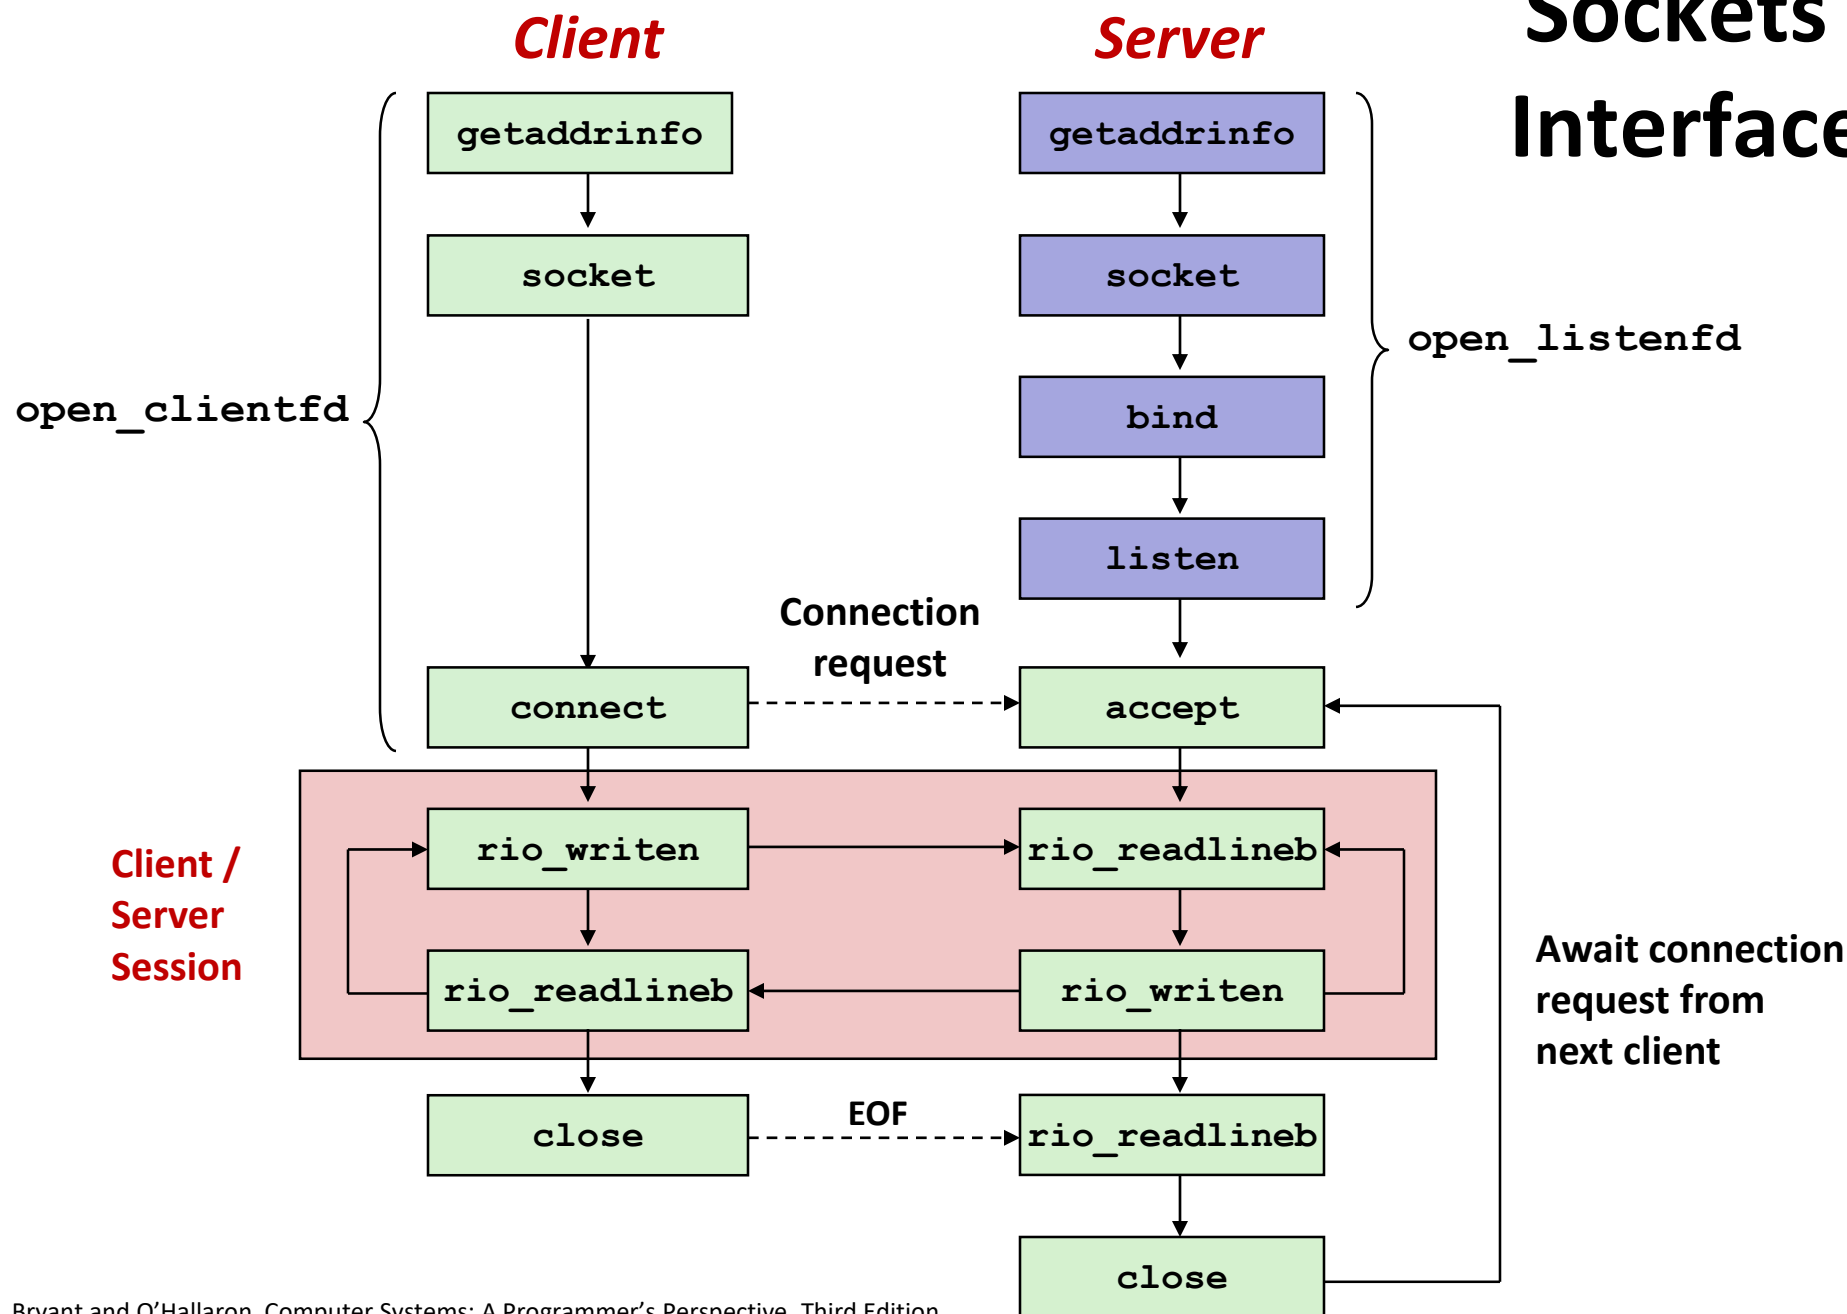 Sockets
Interface
Client
Server
getaddrinfo
getaddrinfo
socket
socket
open_listenfd
open_clientfd
bind
listen
Connection
request
connect
accept
Client /
Server
Session
rio_writen
rio_readlineb
rio_readlineb
rio_writen
Await connection
request from
next client
close
EOF
rio_readlineb
close
Bryant and O'Hallaron, Computer Systems: A Programmer's Perspective, Third Edition